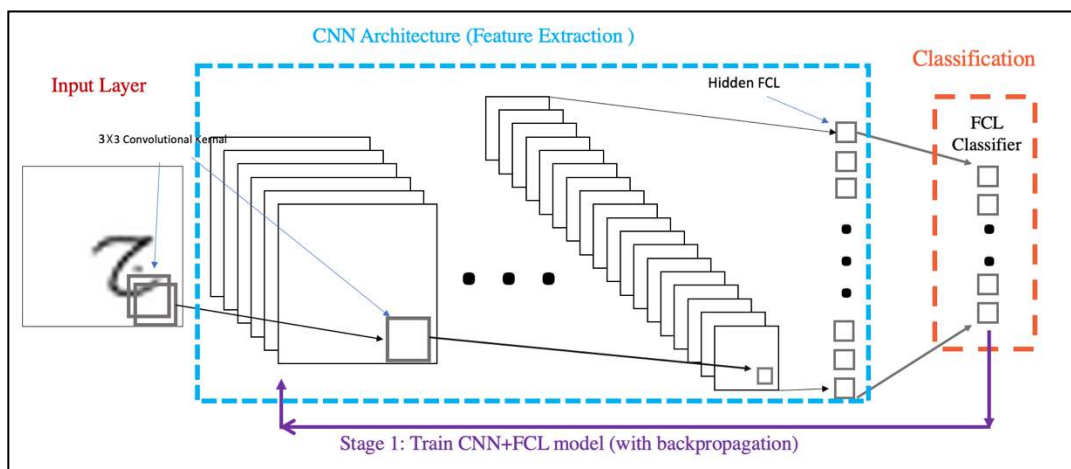 CNN Architecture (Feature Extraction )
Classification
Input Layer
Hidden FCL
3X3 Convolutional Kernal
FCL
Classifier
Stage 1: Train CNN+FCL model (with backpropagation)